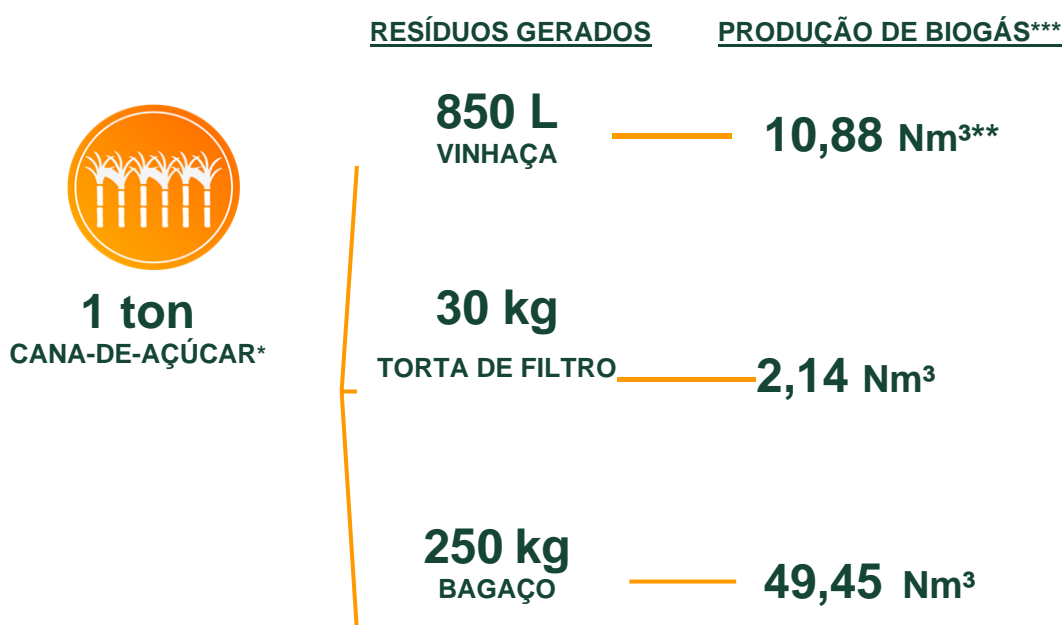 RESÍDUOS GERADOS
PRODUÇÃO DE BIOGÁS***
1 ton
CANA-DE-AÇÚCAR*
850 L
VINHAÇA
10,88 Nm³**
30 kg
TORTA DE FILTRO
2,14 Nm³
250 kg
BAGAÇO
49,45 Nm³